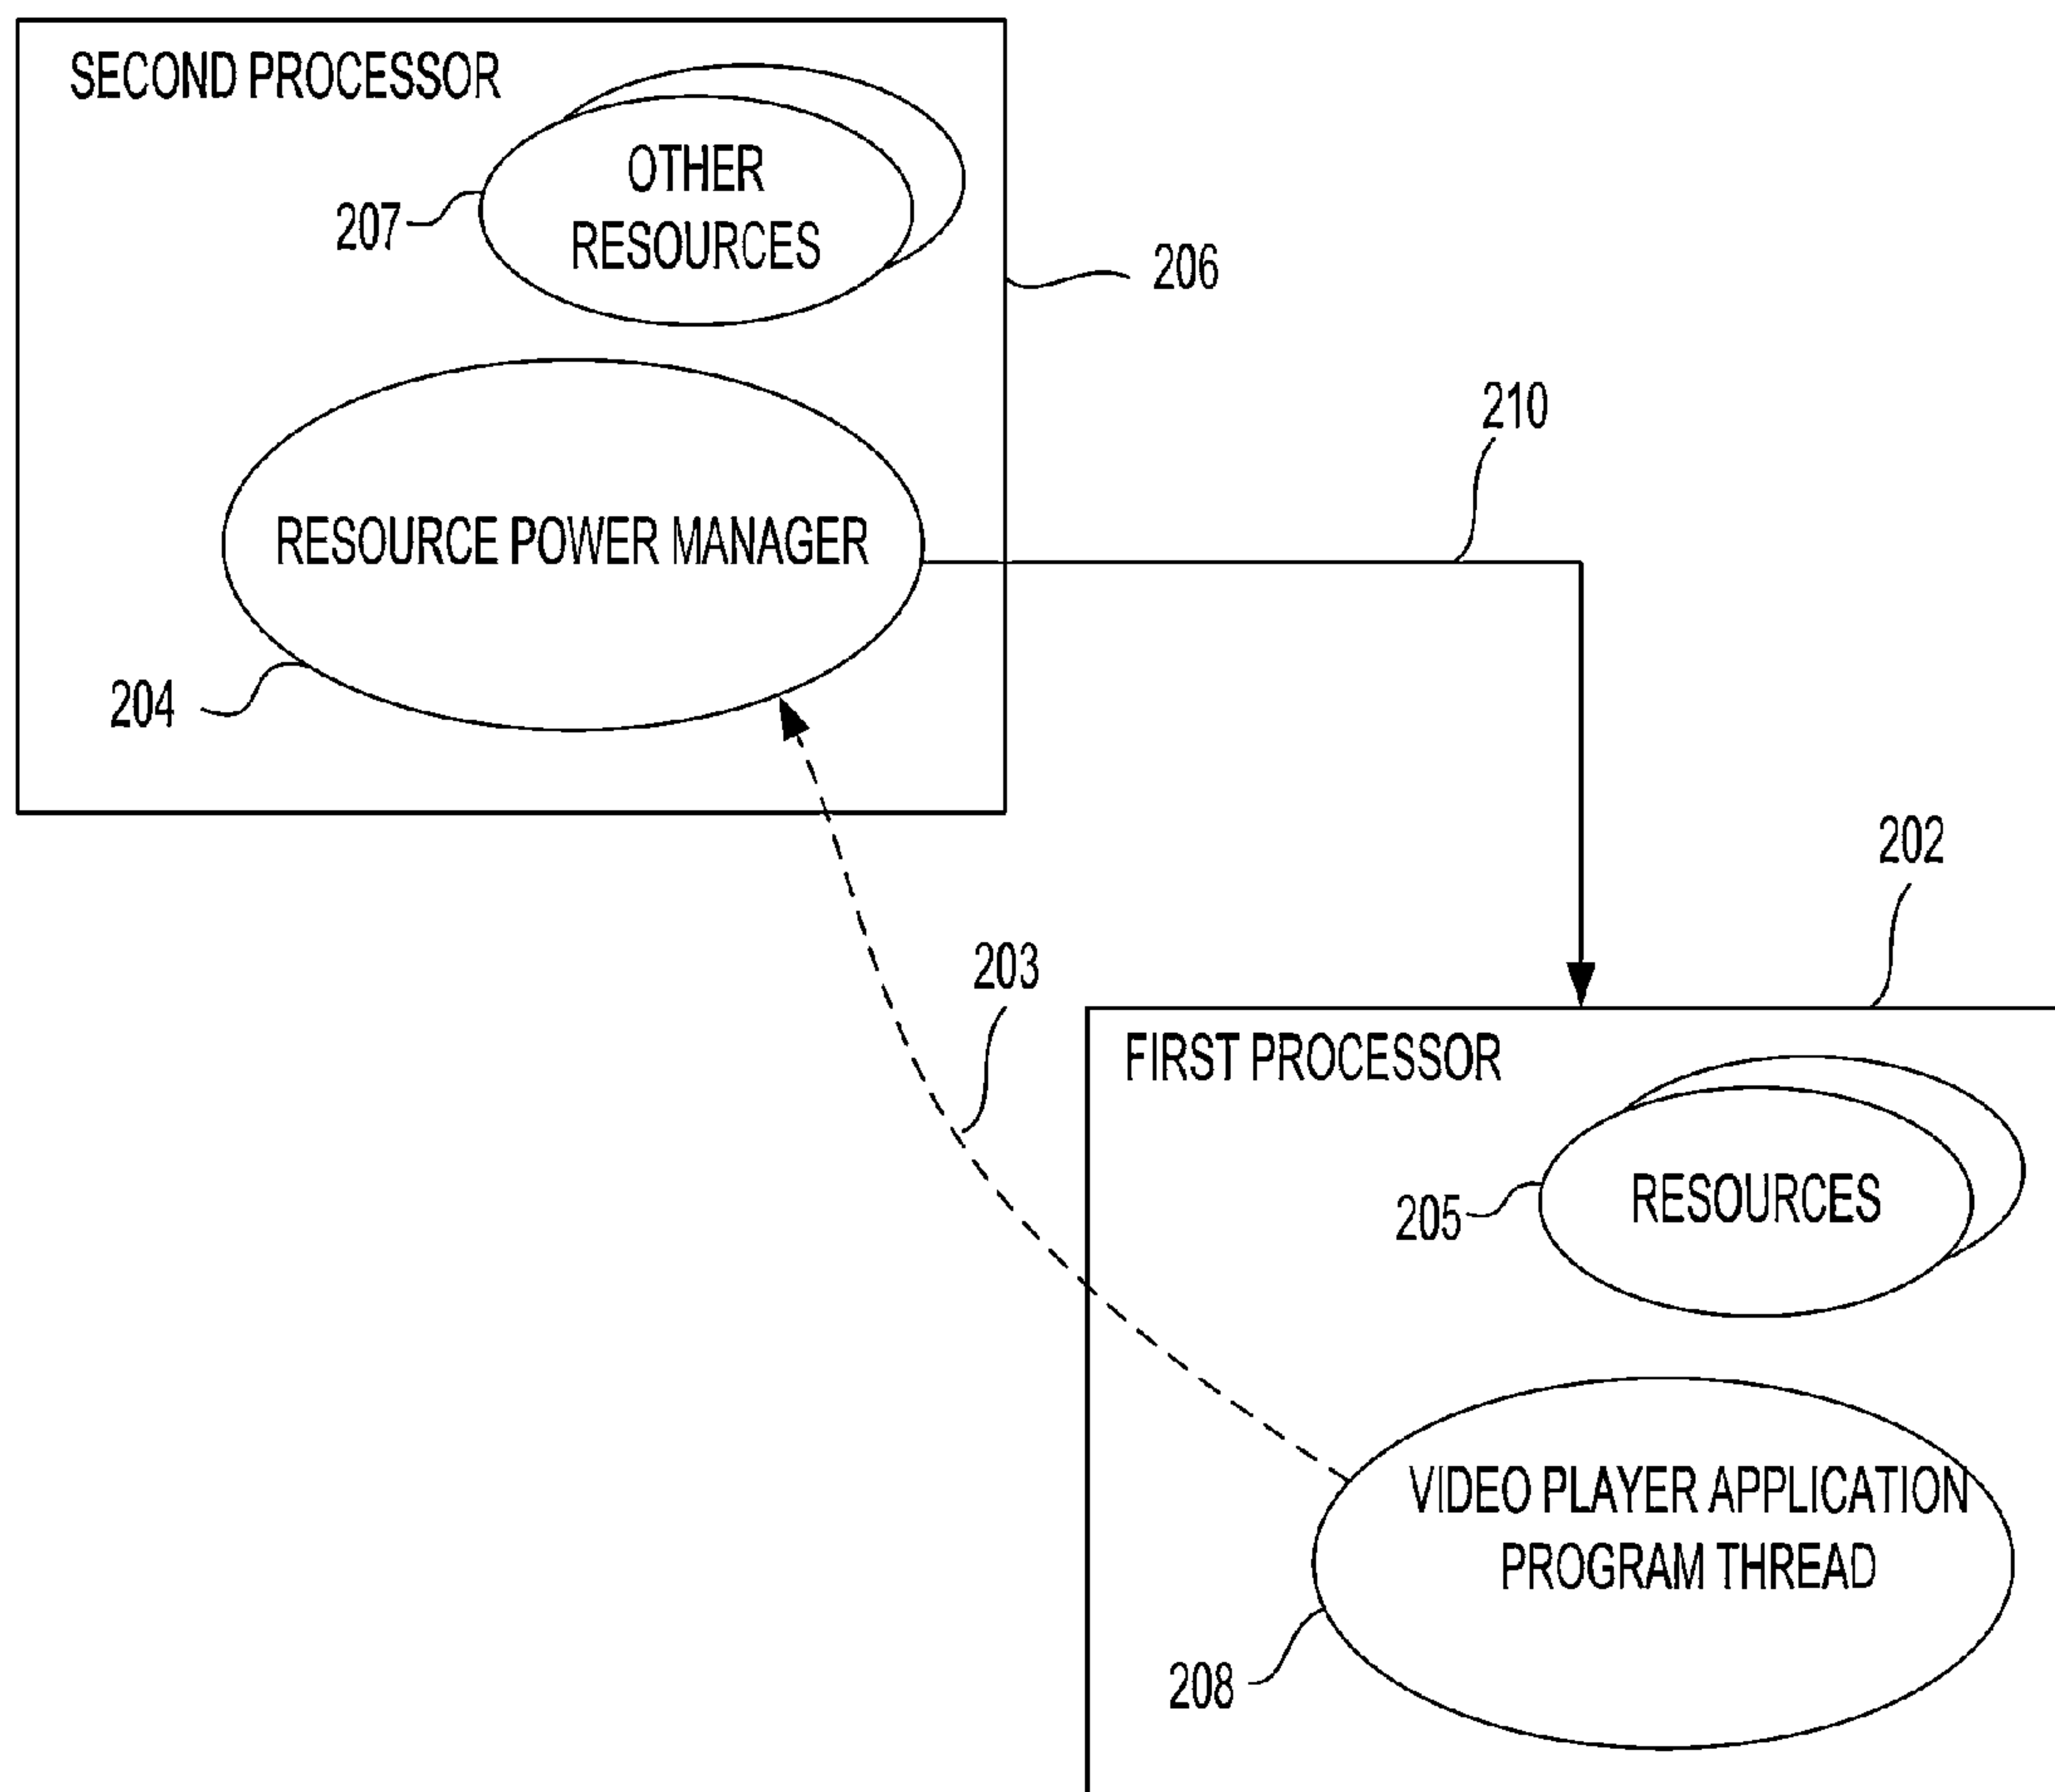 SECOND PROCESSOR
OTHER
RESOURCES
207
206
RESOURCE POWER MANAGER
210
204
202
203
FIRST PROCESSOR
RESOURCES
205
VIDEO PLAYER APPLICATION
PROGRAM THREAD
208